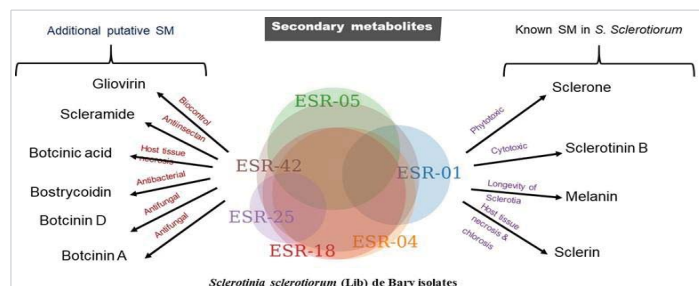 Secondary metabolites
Additional putative SM
Known SM in S. Sclerotiorum
Gliovirin
Scleramide
Botcinic acid
Bostrycoidin
Botcinin D
Botcinin A
Biocontrol
Antiinsectan
Host tissue
necrosis
Antibacterial
Antifungal
Antifungal
ESR-05
ESR-42
ESR-01
ESR-25
ESR-18
ESR-04
Phytotoxic
Cytotoxic
Longevity of
Sclerotia
Host tissue
necrosis &
chlorosis
Sclerone
Sclerotinin B
Melanin
Sclerin
Sclerotinia sclerotiorum (Lib) de Bary isolates